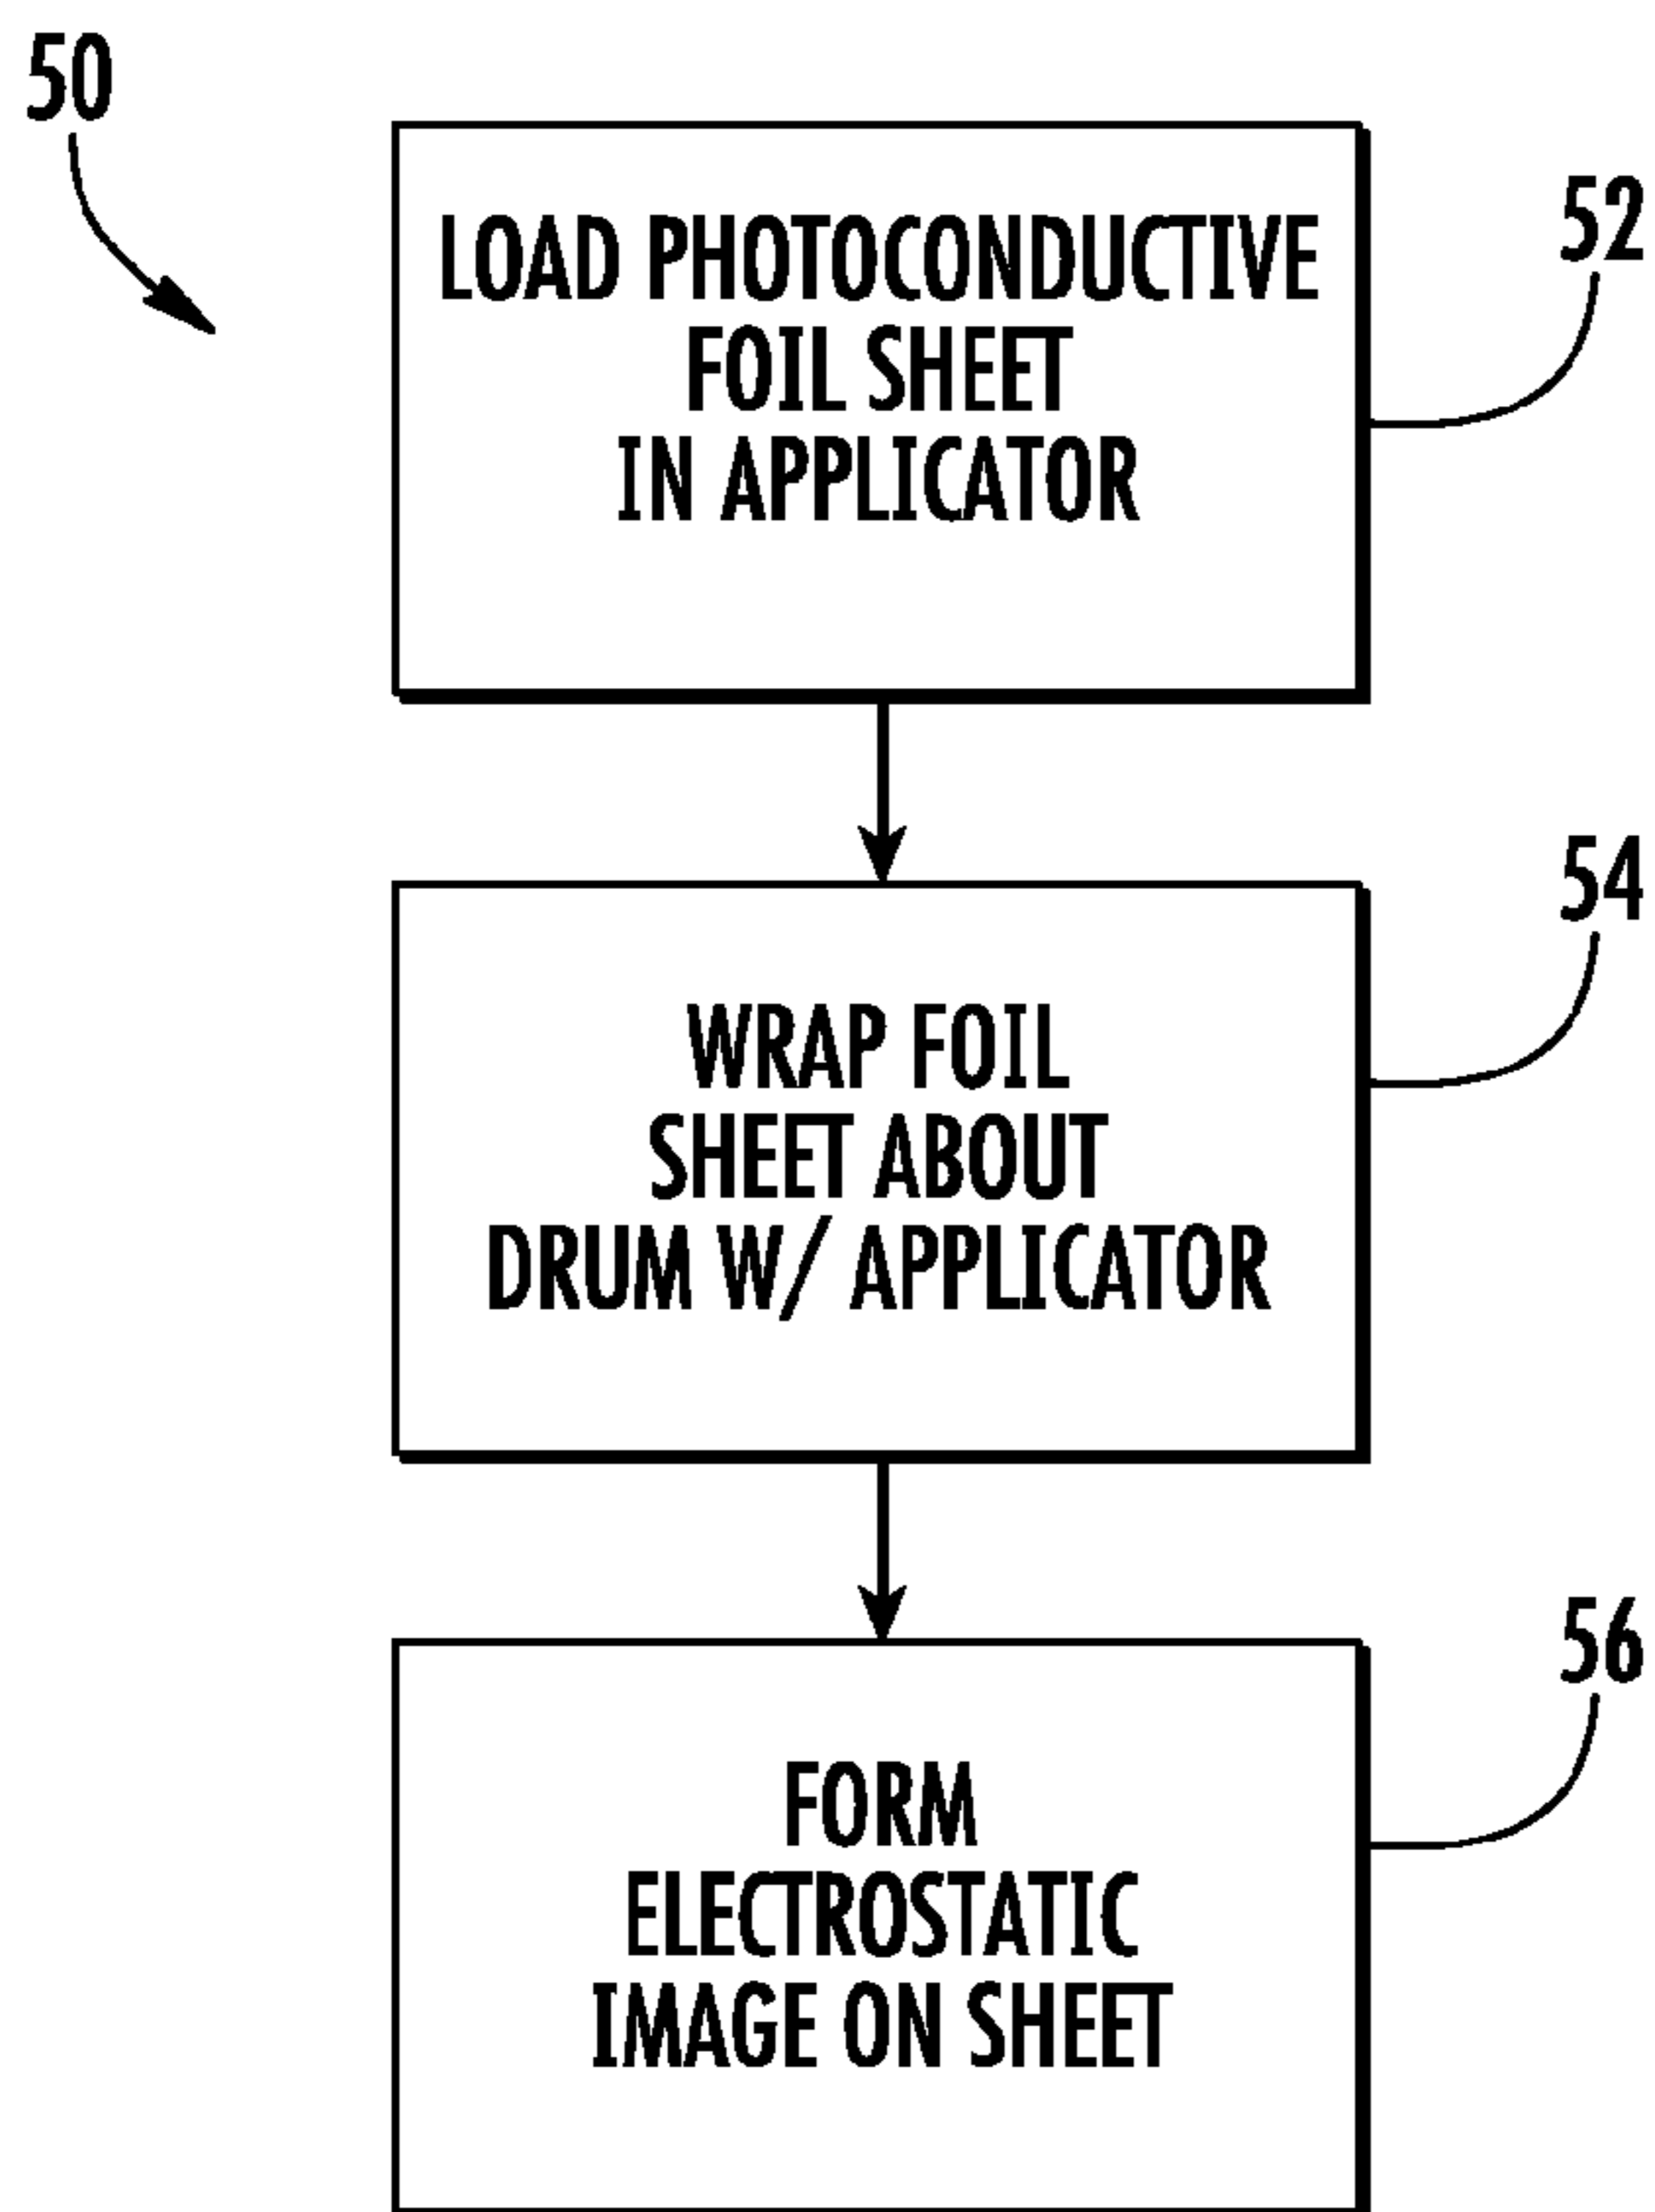 50
LOAD PHOTOCONDUCTIVE
FOIL SHEET
IN APPLICATOR
52
WRAP FOIL
SHEET ABOUT
DRUM W/ APPLICATOR
54
FORM
ELECTROSTATIC
IMAGE ON SHEET
56